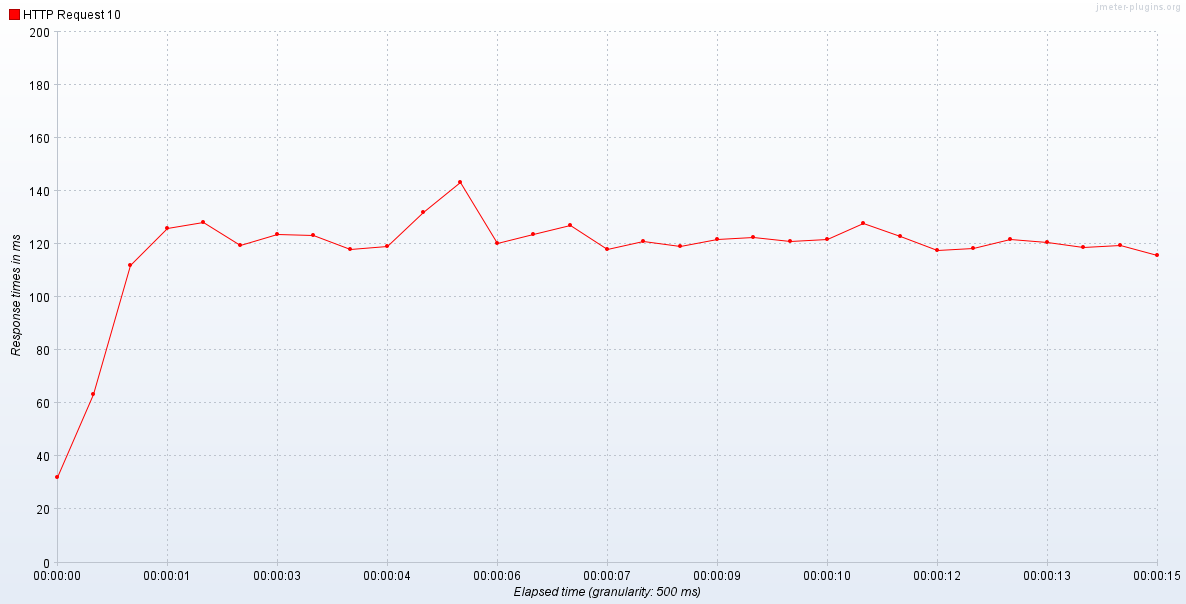 jmeter-plugins.org
HTTP Request 10
200
180
160
140
120
100
80
60
40
20
0
Response times in ms
00:00:00 00:00:01 00:00:03 00:00:04 00:00:06 00:00:07 00:00:09 00:00:10 00:00:12 00:00:13 00:00:15
Elapsed time (granularity: 500 ms)